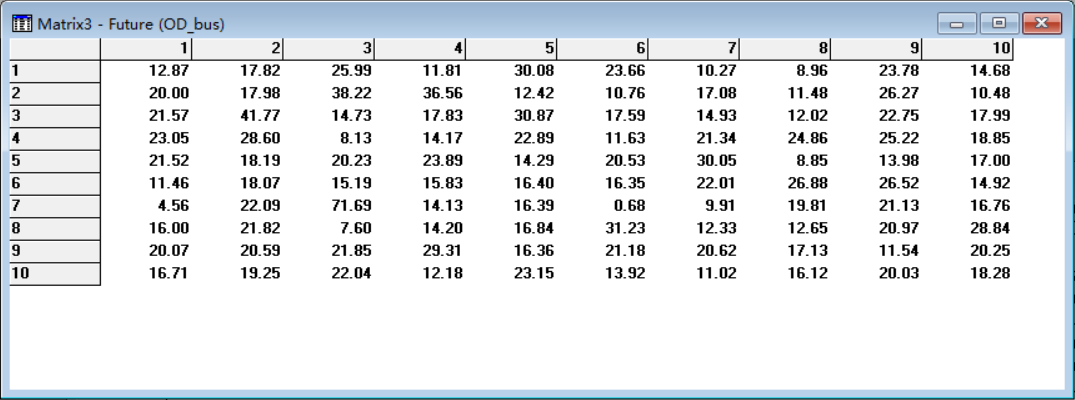 Matrix3 - Future (OD_bus)
1 2 3 4 5 6 7 8 9 10
1 12.87 17.82 25.99 11.81 30.08 23.66 10.27 8.96 23.78 14.68
2 20.00 17.98 38.22 36.56 12.42 10.76 17.08 11.48 26.27 10.48
3 21.57 41.77 14.73 17.83 30.87 17.59 14.93 12.02 22.75 17.99
4 23.05 28.60 8.13 14.17 22.89 11.63 21.34 24.86 25.22 18.85
5 21.52 18.19 20.23 23.89 14.29 20.53 30.05 8.85 13.98 17.00
6 11.46 18.07 15.19 15.83 16.40 16.35 22.01 26.88 26.52 14.92
7 4.56 22.09 71.69 14.13 16.39 0.68 9.91 19.81 21.13 16.76
8 16.00 21.82 7.60 14.20 16.84 31.23 12.33 12.65 20.97 28.84
9 20.07 20.59 21.85 29.31 16.36 21.18 20.62 17.13 11.54 20.25
10 16.71 19.25 22.04 12.18 23.15 13.92 11.02 16.12 20.03 18.28